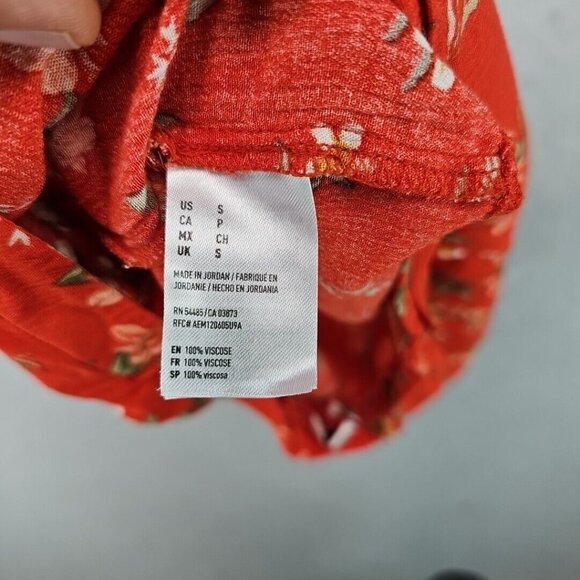 US S
CA P
MX CH
UK S
MADE IN JORDAN / FABRIQUE EN
JORDANIE / HECHO EN JORDANIA
RN 54485 / CA 03873
RFC# AEM120605U9A
EN 100% VISCOSE
FR 100% VISCOSE
SP 100% viscosa